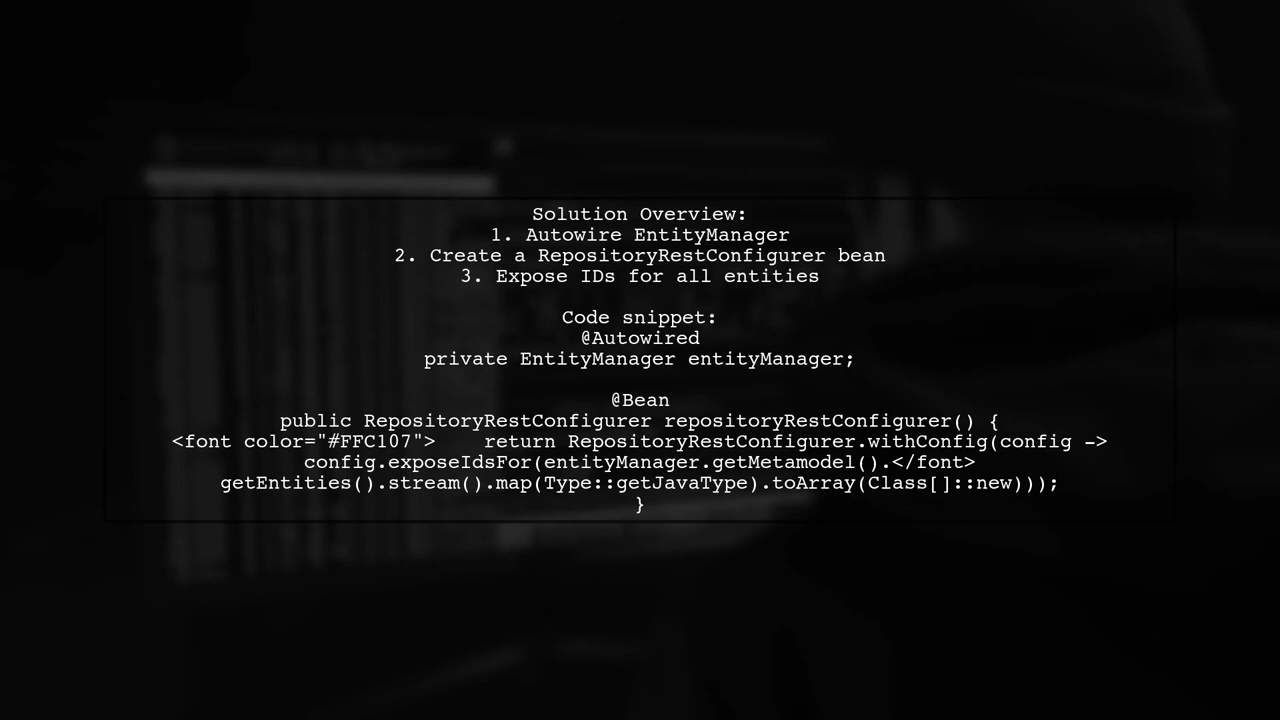 Solution Overview:
1. Autowire EntityManager
2. Create a RepositoryRestConfigurer bean
3. Expose IDs for all entities
Code snippet:
@Autowired
private EntityManager entityManager;
@Bean
public RepositoryRestConfigurer repositoryRestConfigurer() {
<font color="#FFC107">    return RepositoryRestConfigurer.withConfig(config ->
config.exposeIdsFor(entityManager.getMetamodel().</font>
getEntities().stream().map(Type::getJavaType).toArray(Class[]::new)));
}